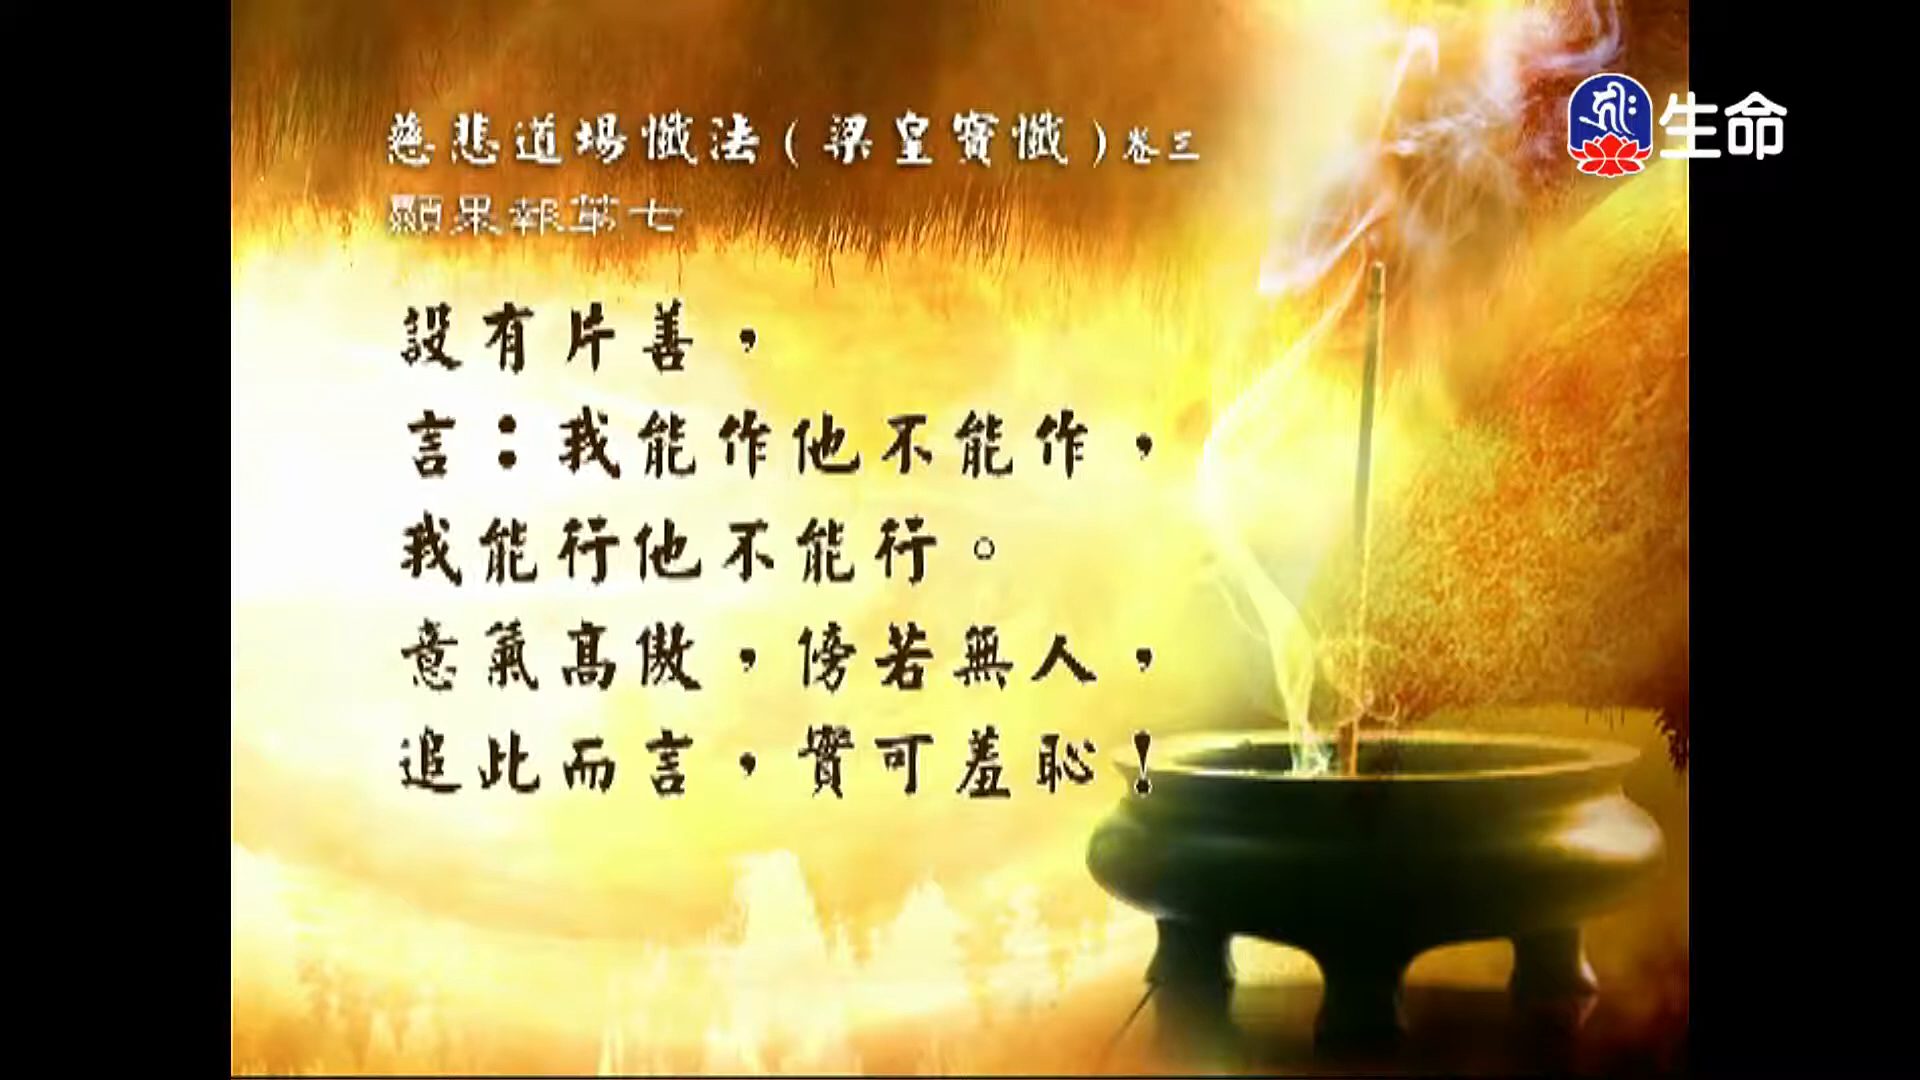 慈悲道場懺法(梁皇寶懺)卷三
顯果報第七
生命
設有片善，
言：我能作他不能作，
我能行他不能行。
意氣高傲，傍若無人，
追此而言，實可羞恥！